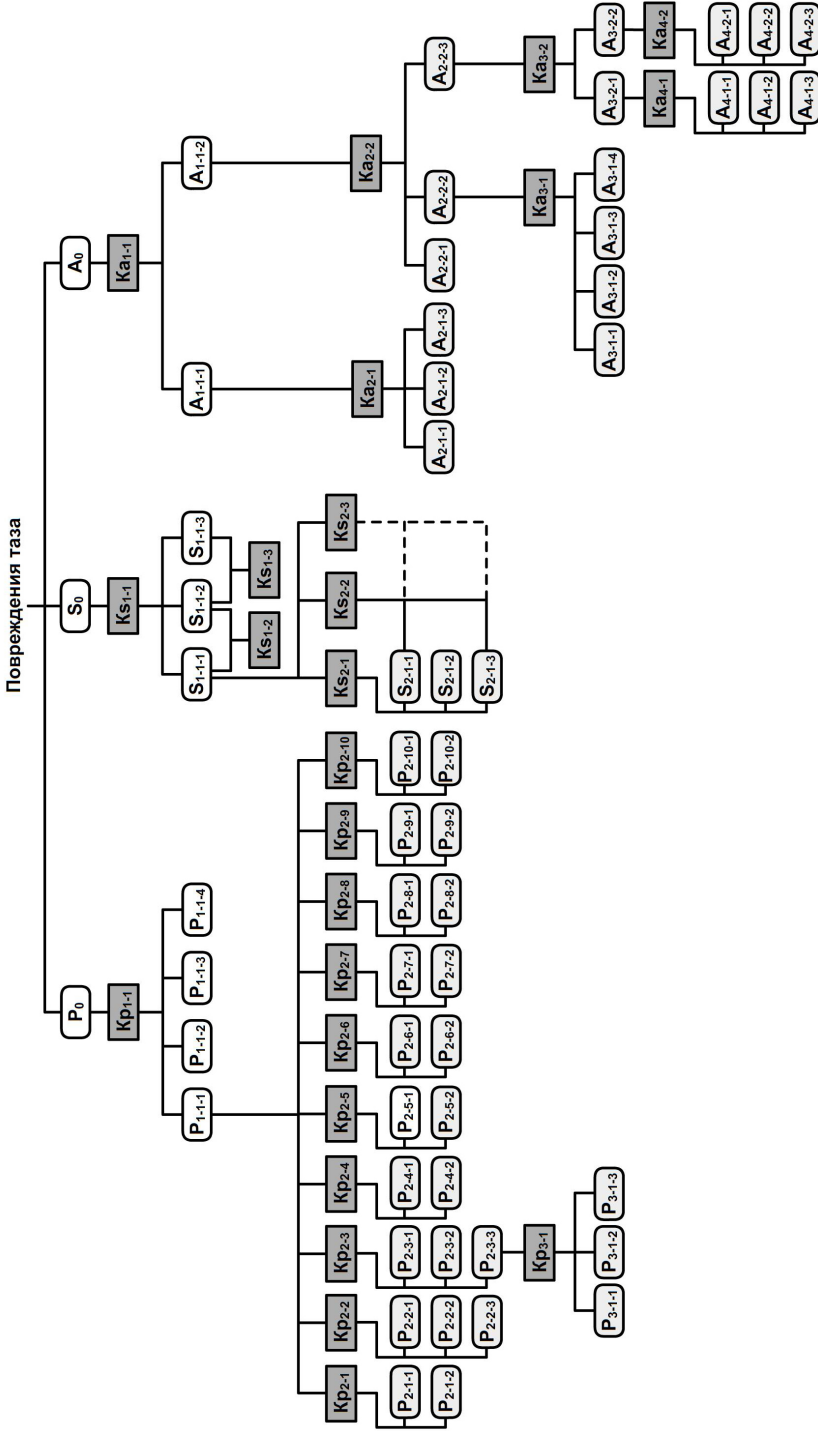 Повреждения таза
P0
S0
A0
Kp1-1
Ks1-1
Ka1-1
P1-1-1
P1-1-2
P1-1-3
P1-1-4
S1-1-1
S1-1-2
S1-1-3
A1-1-1
A1-1-2
Ks1-2
Ks1-3
Kp2-1
Kp2-2
Kp2-3
Kp2-4
Kp2-5
Kp2-6
Kp2-7
Kp2-8
Kp2-9
Kp2-10
Ks2-1
Ks2-2
Ks2-3
Ka2-1
Ka2-2
P2-1-1
P2-2-1
P2-3-1
P2-4-1
P2-5-1
P2-6-1
P2-7-1
P2-8-1
P2-9-1
P2-10-1
S2-1-1
A2-1-1
A2-1-2
A2-1-3
A2-2-1
A2-2-2
A2-2-3
P2-1-2
P2-2-2
P2-3-2
P2-4-2
P2-5-2
P2-6-2
P2-7-2
P2-8-2
P2-9-2
P2-10-2
S2-1-2
P2-2-3
P2-3-3
S2-1-3
Kp3-1
Ka3-1
Ka3-2
P3-1-1
P3-1-2
P3-1-3
A3-1-1
A3-1-2
A3-1-3
A3-1-4
A3-2-1
A3-2-2
Ka4-1
Ka4-2
A4-1-1
A4-2-1
A4-1-2
A4-2-2
A4-1-3
A4-2-3